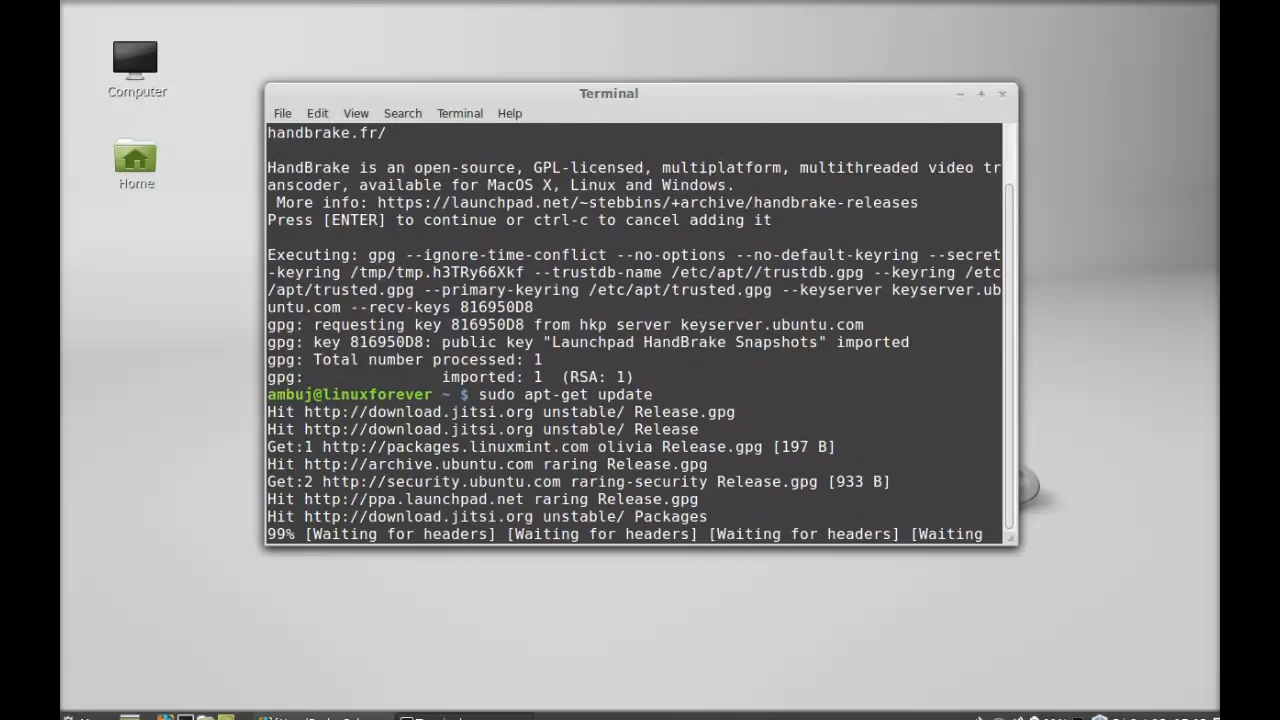 Computer
Home
Terminal
File Edit View Search Terminal Help
handbrake.fr/
HandBrake is an open-source, GPL-licensed, multiplatform, multithreaded video tr
anscoder, available for MacOS X, Linux and Windows.
More info: https://launchpad.net/~stebbins/+archive/handbrake-releases
Press [ENTER] to continue or ctrl-c to cancel adding it
Executing: gpg --ignore-time-conflict --no-options --no-default-keyring --secret
-keyring /tmp/tmp.h3TRy66Xkf --trustdb-name /etc/apt//trustdb.gpg --keyring /etc
/apt/trusted.gpg --primary-keyring /etc/apt/trusted.gpg --keyserver keyserver.ub
untu.com --recv-keys 816950D8
gpg: requesting key 816950D8 from hkp server keyserver.ubuntu.com
gpg: key 816950D8: public key "Launchpad HandBrake Snapshots" imported
gpg: Total number processed: 1
gpg:               imported: 1  (RSA: 1)
ambuj@linuxforever ~ $ sudo apt-get update
Hit http://download.jitsi.org unstable/ Release.gpg
Hit http://download.jitsi.org unstable/ Release
Get:1 http://packages.linuxmint.com olivia Release.gpg [197 B]
Hit http://archive.ubuntu.com raring Release.gpg
Get:2 http://security.ubuntu.com raring-security Release.gpg [933 B]
Hit http://ppa.launchpad.net raring Release.gpg
Hit http://download.jitsi.org unstable/ Packages
99% [Waiting for headers] [Waiting for headers] [Waiting for headers] [Waiting